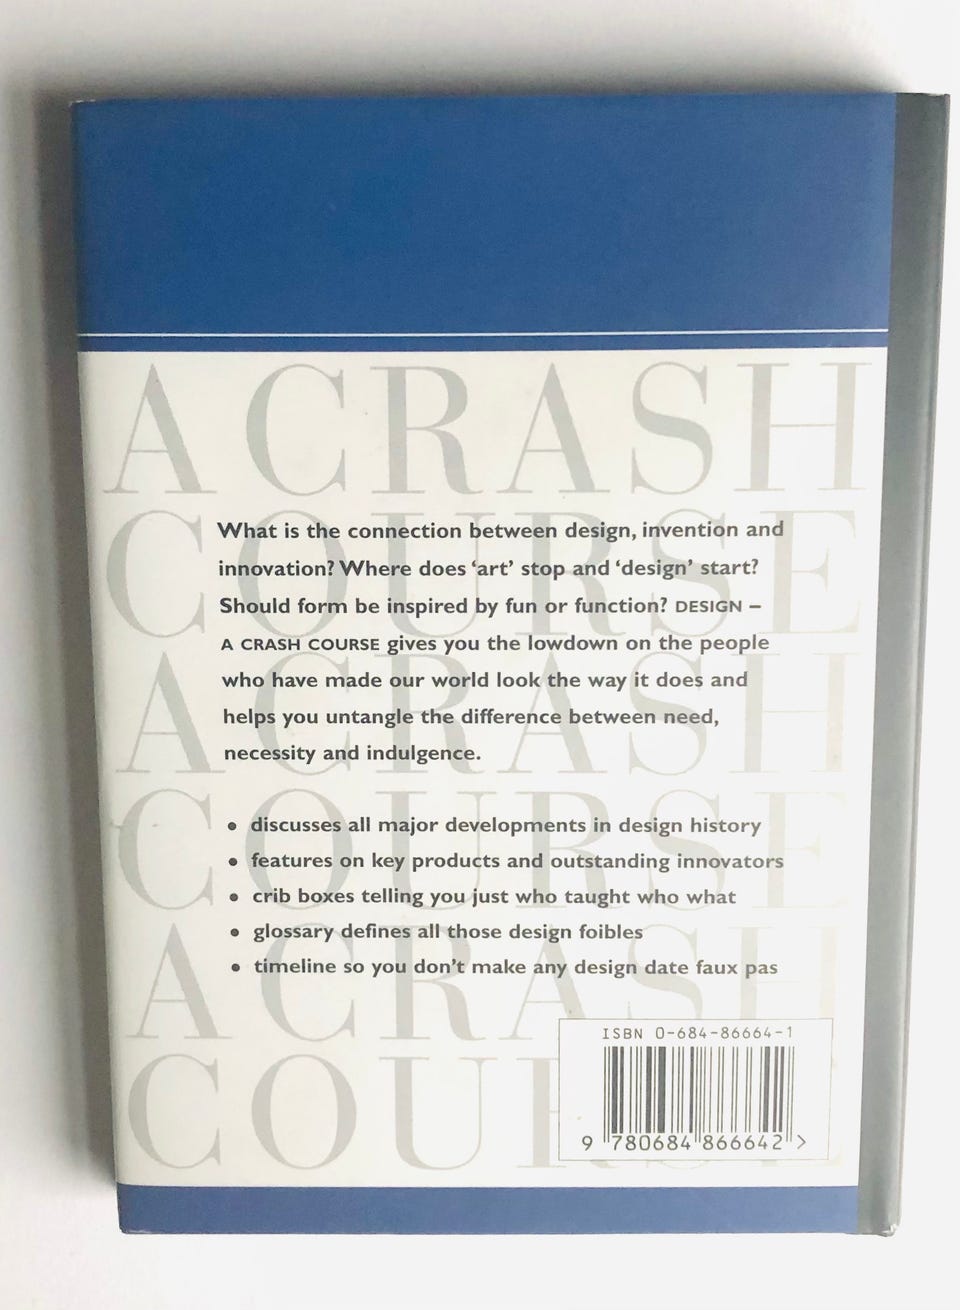 A CRASH
COURSE
A CRASH
COURSE
A CRASH
COURSE
What is the connection between design, invention and
innovation? Where does ‘art’ stop and ‘design’ start?
Should form be inspired by fun or function? DESIGN –
A CRASH COURSE gives you the lowdown on the people
who have made our world look the way it does and
helps you untangle the difference between need,
necessity and indulgence.
• discusses all major developments in design history
• features on key products and outstanding innovators
• crib boxes telling you just who taught who what
• glossary defines all those design foibles
• timeline so you don’t make any design date faux pas
ISBN 0-684-86664-1
9 780684 866642 >